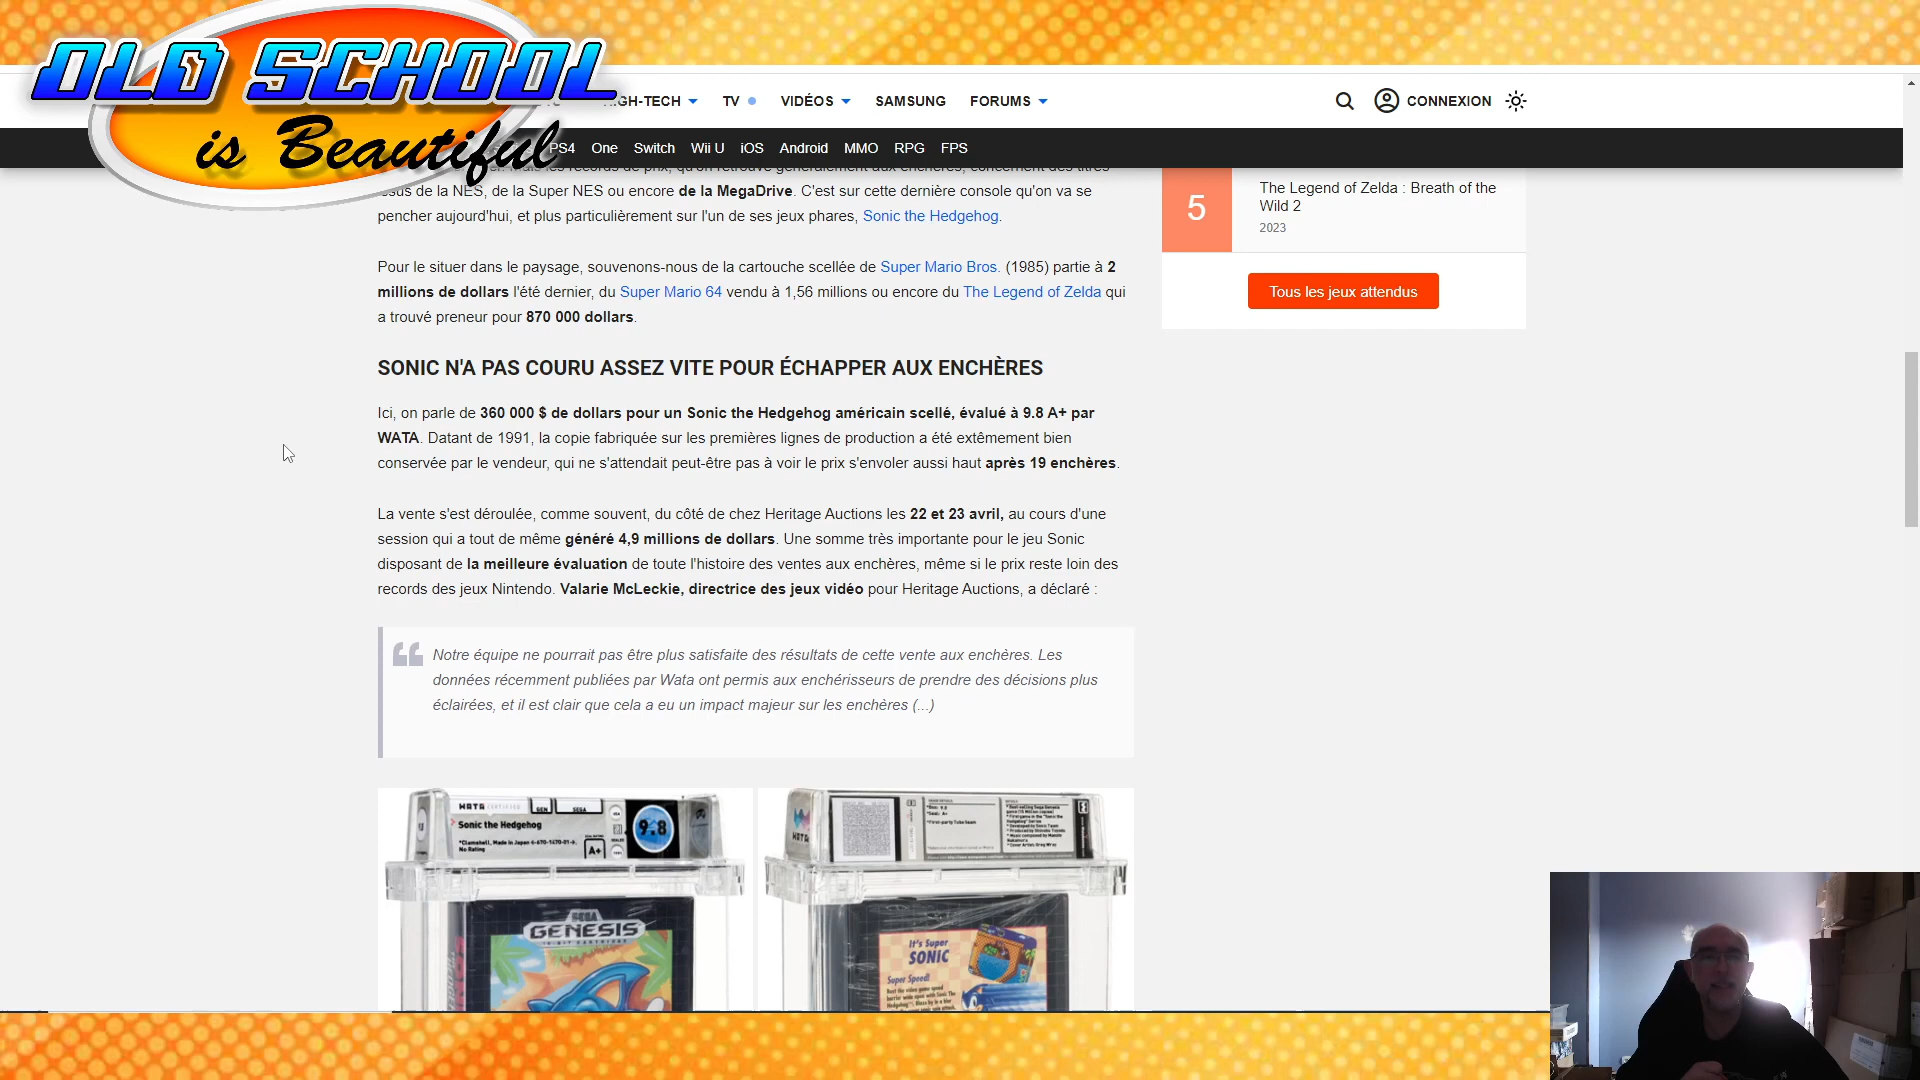 OLD SCHOOL
is Beautiful
HIGH-TECH
TV
VIDÉOS
SAMSUNG
FORUMS
CONNEXION
PS4
One
Switch
Wii U
iOS
Android
MMO
RPG
FPS
de la NES, de la Super NES ou encore de la MegaDrive. C'est sur cette dernière console qu'on va se
pencher aujourd'hui, et plus particulièrement sur l'un de ses jeux phares, Sonic the Hedgehog.
5
The Legend of Zelda : Breath of the
Wild 2
2023
Tous les jeux attendus
Pour le situer dans le paysage, souvenons-nous de la cartouche scellée de Super Mario Bros. (1985) partie à 2
millions de dollars l'été dernier, du Super Mario 64 vendu à 1,56 millions ou encore du The Legend of Zelda qui
a trouvé preneur pour 870 000 dollars.
SONIC N'A PAS COURU ASSEZ VITE POUR ÉCHAPPER AUX ENCHÈRES
Ici, on parle de 360 000 $ de dollars pour un Sonic the Hedgehog américain scellé, évalué à 9.8 A+ par
WATA. Datant de 1991, la copie fabriquée sur les premières lignes de production a été extêmement bien
conservée par le vendeur, qui ne s'attendait peut-être pas à voir le prix s'envoler aussi haut après 19 enchères.
La vente s'est déroulée, comme souvent, du côté de chez Heritage Auctions les 22 et 23 avril, au cours d'une
session qui a tout de même généré 4,9 millions de dollars. Une somme très importante pour le jeu Sonic
disposant de la meilleure évaluation de toute l'histoire des ventes aux enchères, même si le prix reste loin des
records des jeux Nintendo. Valarie McLeckie, directrice des jeux vidéo pour Heritage Auctions, a déclaré :
Notre équipe ne pourrait pas être plus satisfaite des résultats de cette vente aux enchères. Les
données récemment publiées par Wata ont permis aux enchérisseurs de prendre des décisions plus
éclairées, et il est clair que cela a eu un impact majeur sur les enchères (...)
WATA CERTIFIED
GEN
SEGA
Sonic the Hedgehog
No Rating
A+
9.8
SEGA
GENESIS
It's Super
SONIC
Super Speed!